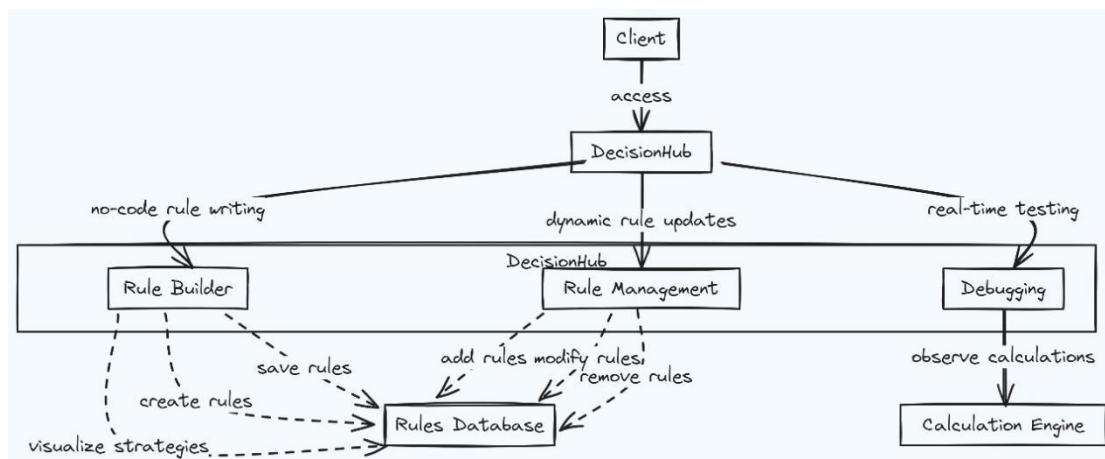 Client
access
DecisionHub
no-code rule writing
dynamic rule updates
real-time testing
DecisionHub
Rule Builder
Rule Management
Debugging
add rules
modify rules
observe calculations
save rules
remove rules
create rules
Rules Database
Calculation Engine
visualize strategies